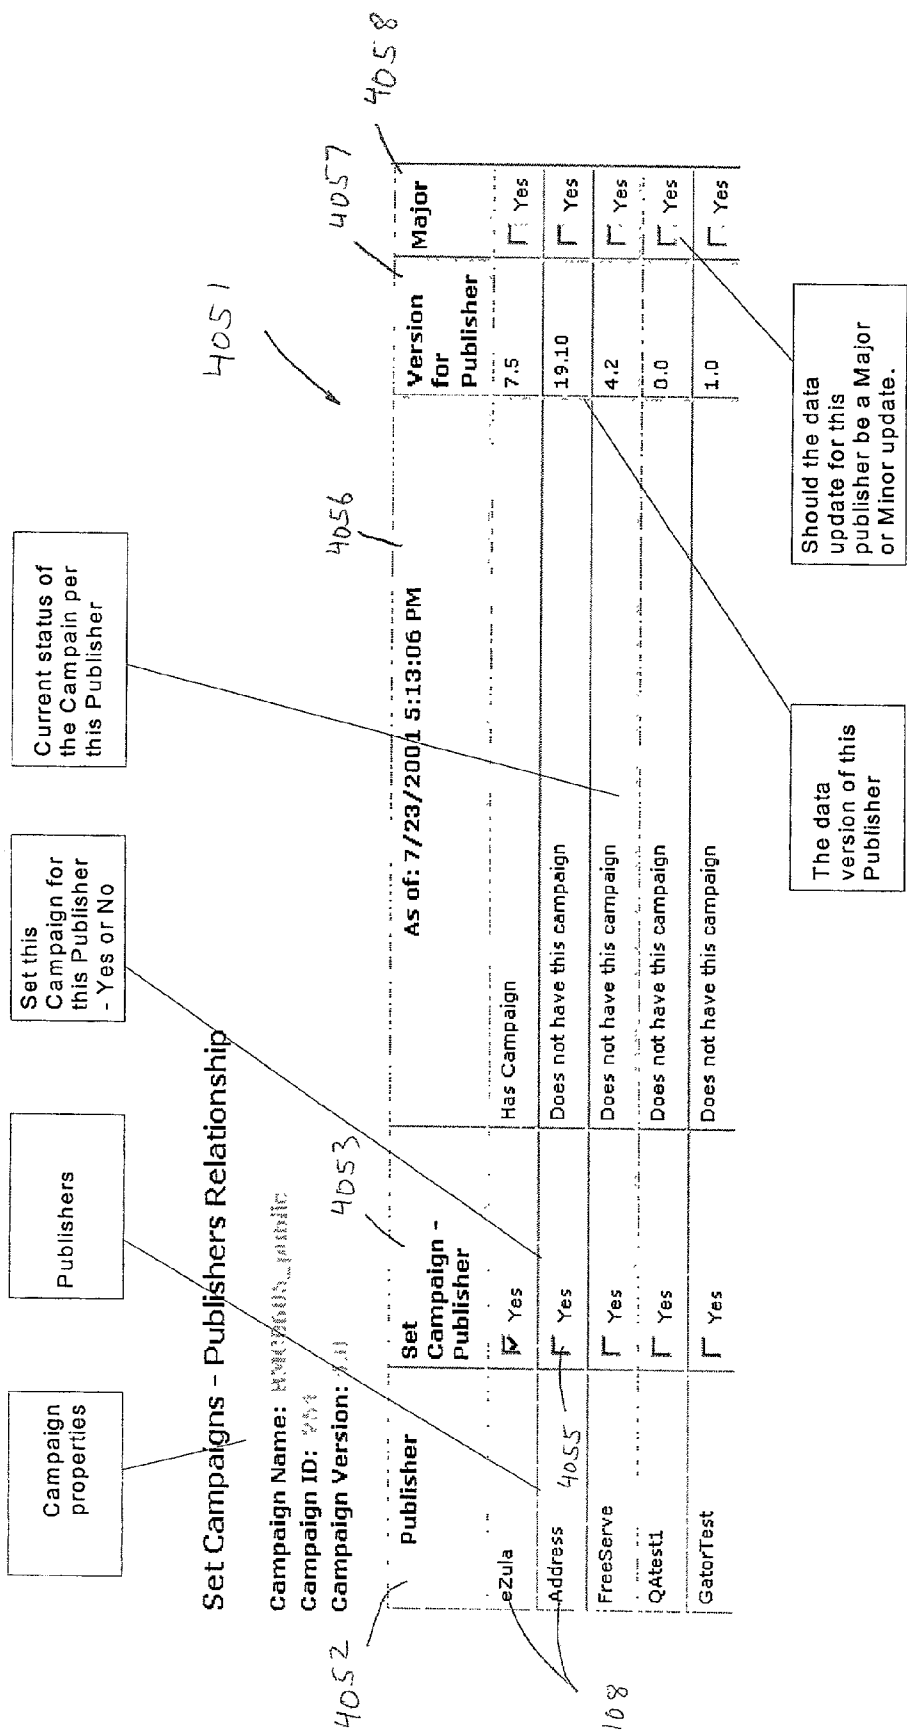 Campaign
properties
Publishers
Set this
Campaign for
this Publisher
- Yes or No
Current status of
the Campain per
this Publisher
Set Campaigns - Publishers Relationship
Campaign Name:
Campaign ID:
Campaign Version:
4051
4052
4053
4056
4057
4058
Publisher
Set
Campaign -
Publisher
As of: 7/23/2001 5:13:06 PM
Version
for
Publisher
Major
eZula Yes Has Campaign 7.5 Yes
Address Yes Does not have this campaign 19.10 Yes
FreeServe Yes Does not have this campaign 4.2 Yes
QAtest1 Yes Does not have this campaign 0.0 Yes
GatorTest Yes Does not have this campaign 1.0 Yes
4055
108
The data
version of this
Publisher
Should the data
update for this
publisher be a Major
or Minor update.